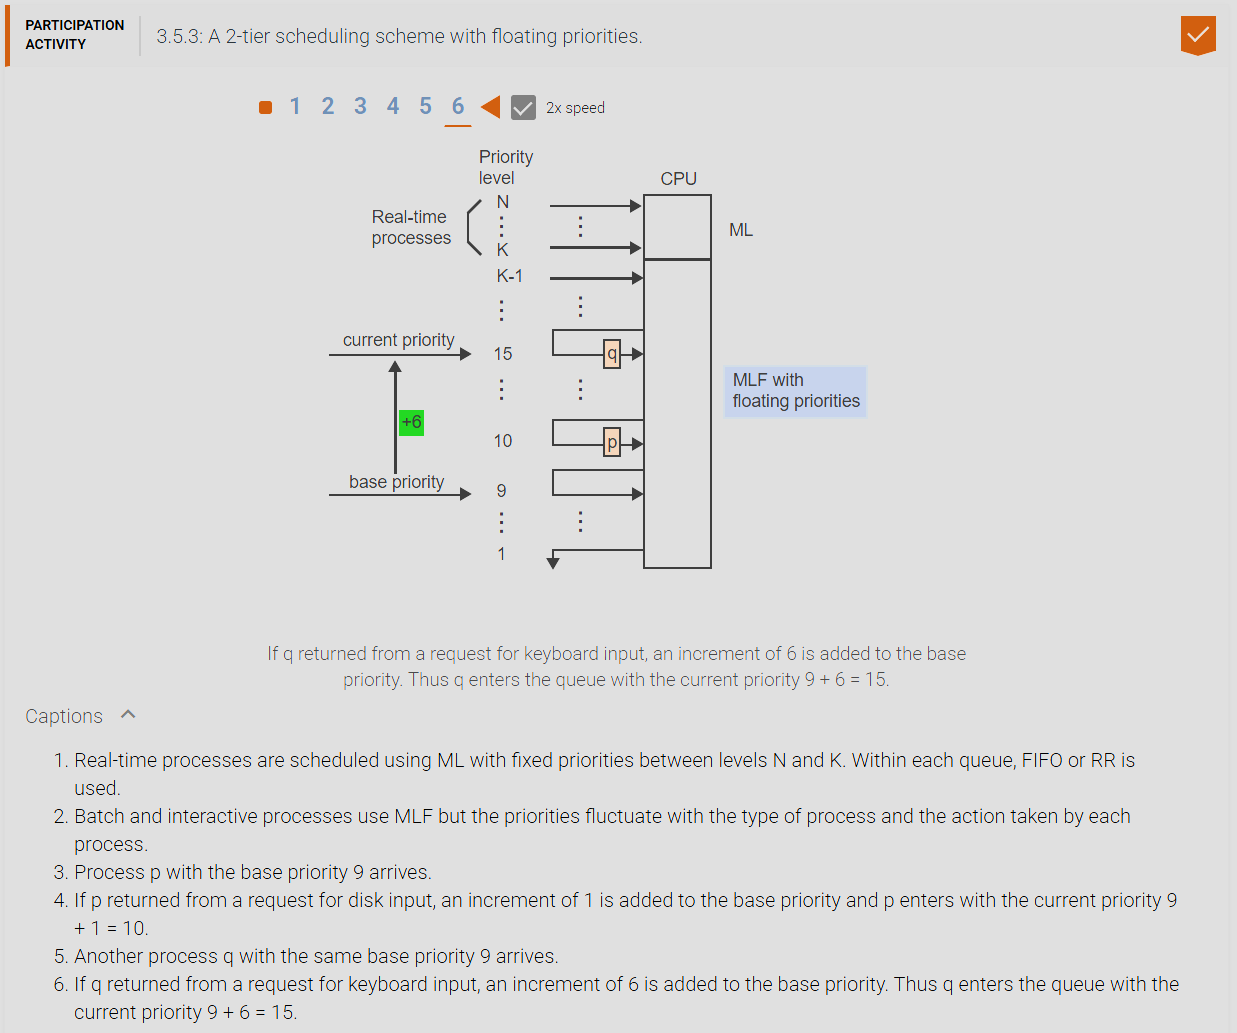 PARTICIPATION
ACTIVITY
3.5.3: A 2-tier scheduling scheme with floating priorities.
1 2 3 4 5 6 2x speed
Priority
level
CPU
N
Real-time
processes
ML
K
K-1
current priority
15
q
MLF with
floating priorities
+6
10
p
base priority
9
1
If q returned from a request for keyboard input, an increment of 6 is added to the base
priority. Thus q enters the queue with the current priority 9 + 6 = 15.
Captions
1. Real-time processes are scheduled using ML with fixed priorities between levels N and K. Within each queue, FIFO or RR is
used.
2. Batch and interactive processes use MLF but the priorities fluctuate with the type of process and the action taken by each
process.
3. Process p with the base priority 9 arrives.
4. If p returned from a request for disk input, an increment of 1 is added to the base priority and p enters with the current priority 9
+ 1 = 10.
5. Another process q with the same base priority 9 arrives.
6. If q returned from a request for keyboard input, an increment of 6 is added to the base priority. Thus q enters the queue with the
current priority 9 + 6 = 15.